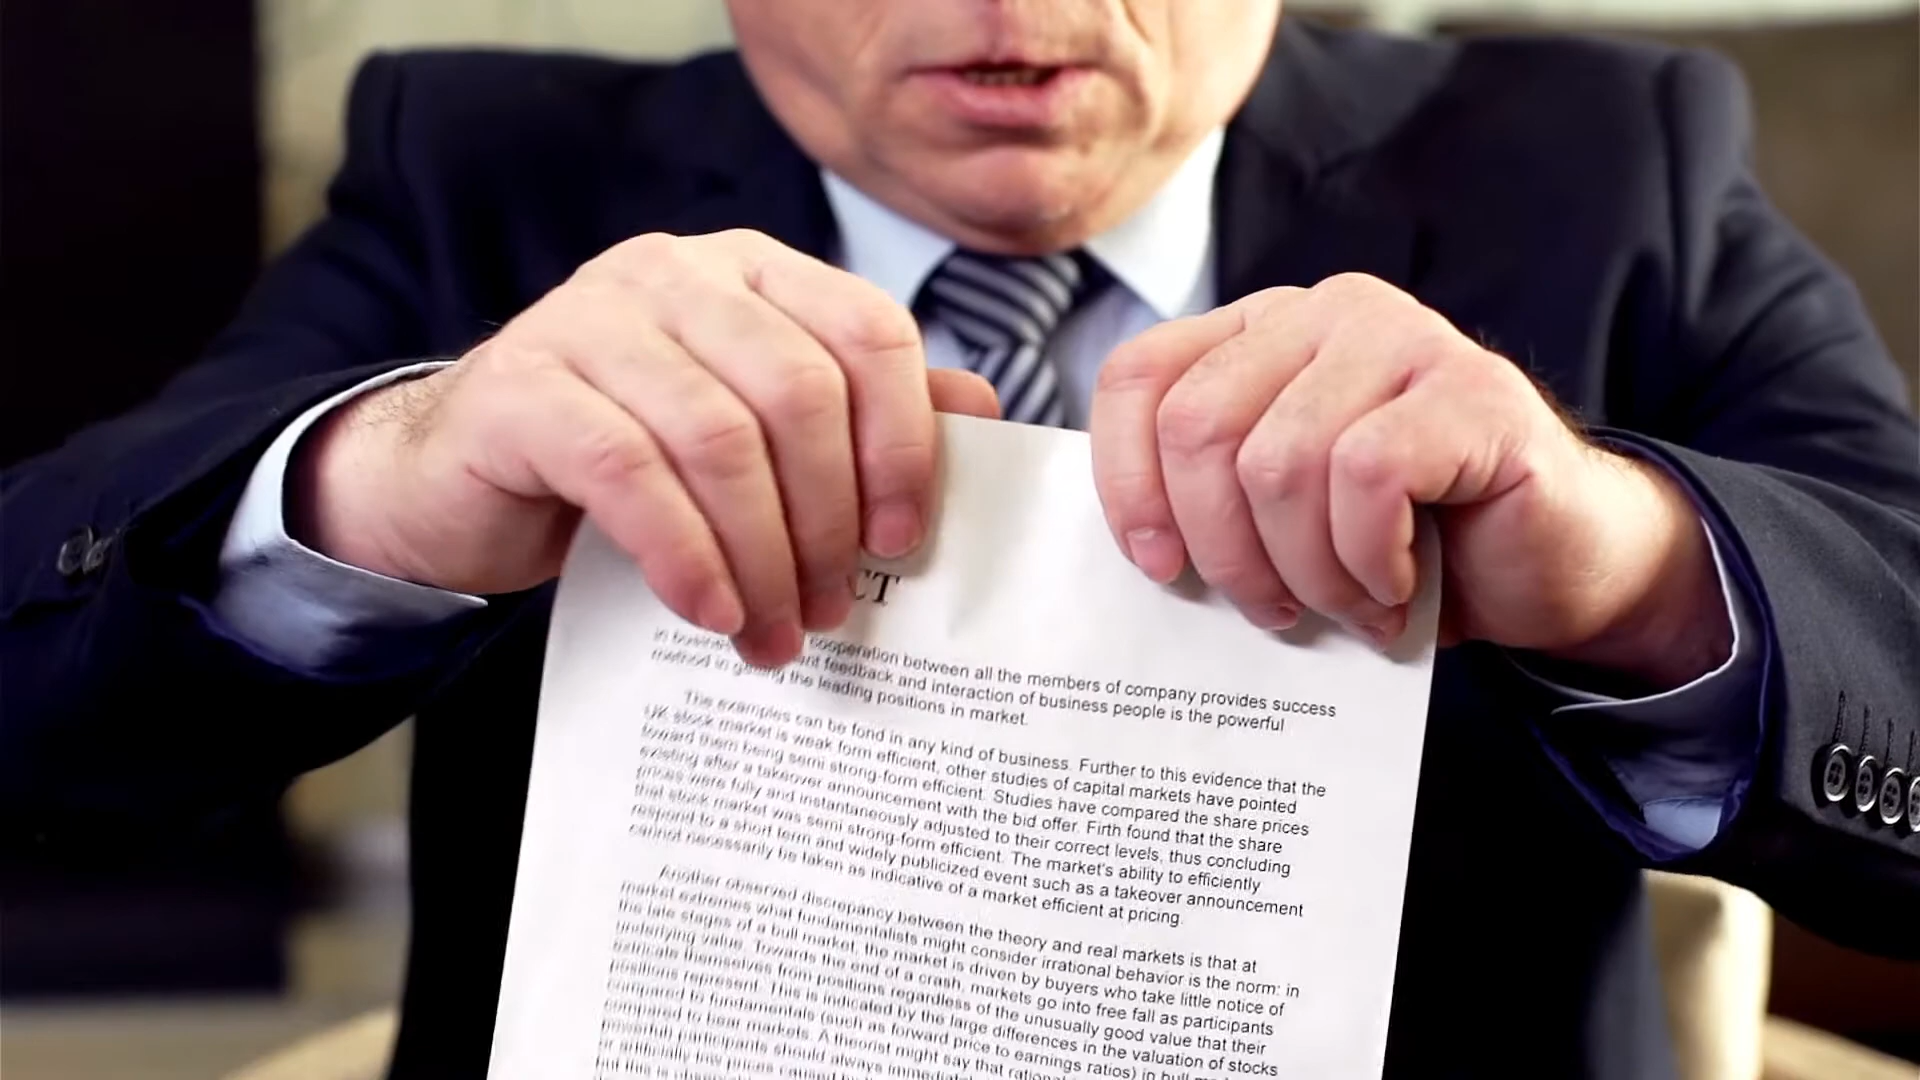 CT
in business cooperation between all the members of company provides success
feedback and interaction of business people is the powerful
method in getting the leading positions in market.
The examples can be fond in any kind of business. Further to this evidence that the
UK stock market is weak form efficient, other studies of capital markets have pointed
toward them being semi strong-form efficient. Studies have compared the share prices
existing after a takeover announcement with the bid offer. Firth found that the share
prices were fully and instantaneously adjusted to their correct levels, thus concluding
that stock market was semi strong-form efficient. The market's ability to efficiently
respond to a short term and widely publicized event such as a takeover announcement
cannot necessarily be taken as indicative of a market efficient at pricing.
Another observed discrepancy between the theory and real markets is that at
market extremes what fundamentalists might consider irrational behavior is the norm: in
the late stages of a bull market, the market is driven by buyers who take little notice of
underlying value. Towards the end of a crash, markets go into free fall as participants
extricate themselves from positions regardless of the unusually good value that their
positions represent. This is indicated by the large differences in the valuation of stocks
compared to fundamentals (such as forward price to earnings ratios) in bull
compared to bear markets. A theorist might say that rational
participants should always immediately
artificially low prices caused by